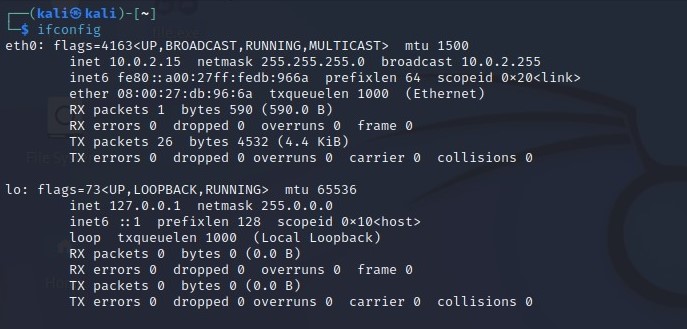 ┌──(kali㉿kali)-[~]
└─$ ifconfig
eth0: flags=4163<UP,BROADCAST,RUNNING,MULTICAST>  mtu 1500
        inet 10.0.2.15  netmask 255.255.255.0  broadcast 10.0.2.255
        inet6 fe80::a00:27ff:fedb:966a  prefixlen 64  scopeid 0×20<link>
        ether 08:00:27:db:96:6a  txqueuelen 1000  (Ethernet)
        RX packets 1  bytes 590 (590.0 B)
        RX errors 0  dropped 0  overruns 0  frame 0
        TX packets 26  bytes 4532 (4.4 KiB)
        TX errors 0  dropped 0 overruns 0  carrier 0  collisions 0

lo: flags=73<UP,LOOPBACK,RUNNING>  mtu 65536
        inet 127.0.0.1  netmask 255.0.0.0
        inet6 ::1  prefixlen 128  scopeid 0×10<host>
        loop  txqueuelen 1000  (Local Loopback)
        RX packets 0  bytes 0 (0.0 B)
        RX errors 0  dropped 0  overruns 0  frame 0
        TX packets 0  bytes 0 (0.0 B)
        TX errors 0  dropped 0 overruns 0  carrier 0  collisions 0